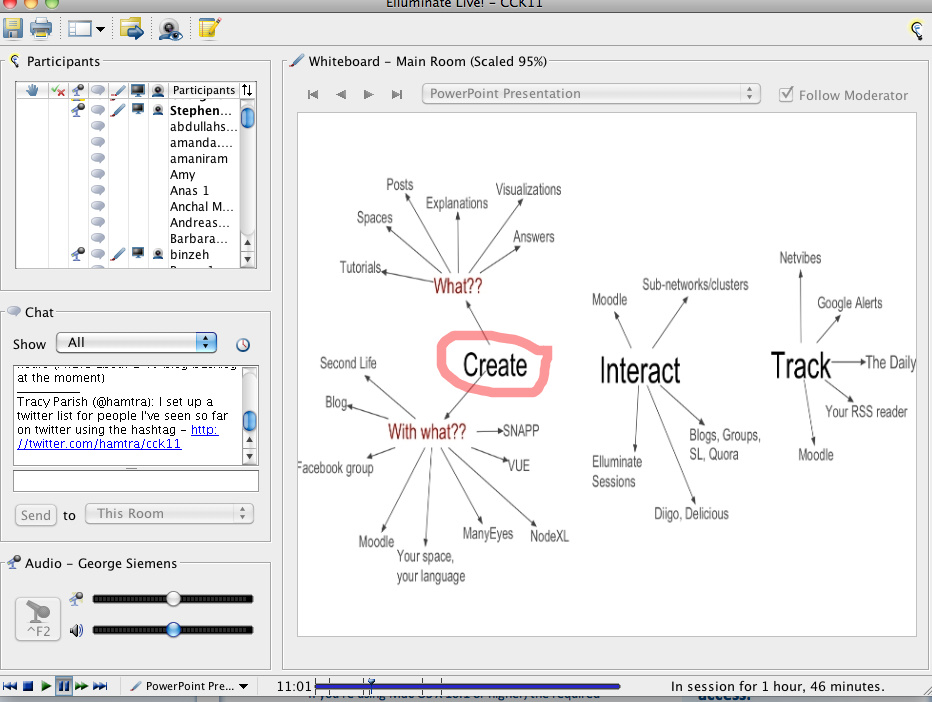 Elluminate Live! - CCK11
Participants
Participants
Stephen...
abdullahs...
amanda....
amaniram
Amy
Anas 1
Anchal M...
Andreas...
Barbara...
binzeh
Chat
Show All
at the moment)
Tracy Parish (@hamtra): I set up a
twitter list for people I've seen so far
on twitter using the hashtag - http:
//twitter.com/hamtra/cck11
Send to This Room
Audio - George Siemens
^F2
Whiteboard - Main Room (Scaled 95%)
PowerPoint Presentation
Follow Moderator
Posts
Visualizations
Explanations
Spaces
Answers
Tutorials
What??
Create
Second Life
Blog
With what??
SNAPP
Facebook group
VUE
Moodle
Your space,
your language
ManyEyes
NodeXL
Moodle
Sub-networks/clusters
Interact
Elluminate
Sessions
Blogs, Groups,
SL, Quora
Diigo, Delicious
Netvibes
Google Alerts
Track
The Daily
Your RSS reader
Moodle
PowerPoint Pre...
11:01
In session for 1 hour, 46 minutes.
access.